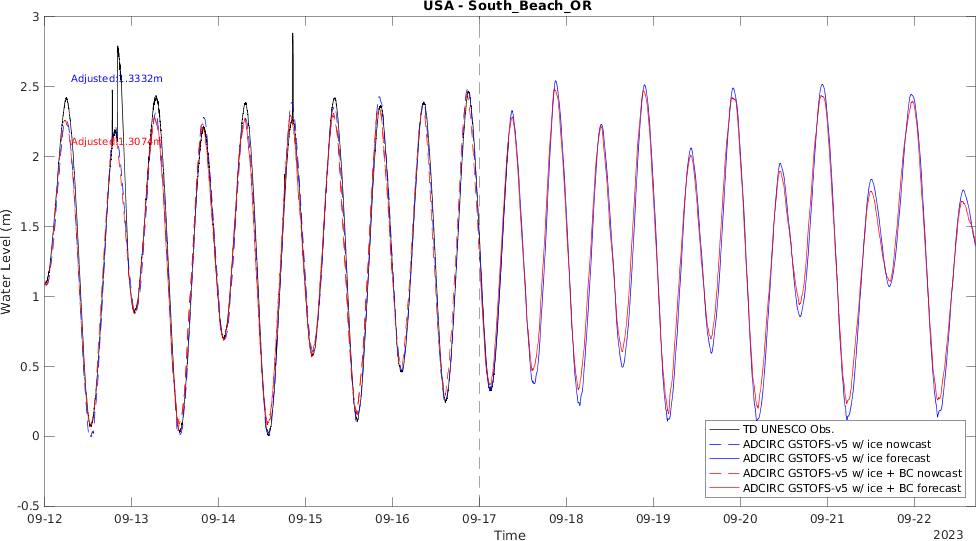 USA - South_Beach_OR
3
2.5
2
1.5
1
0.5
0
-0.5
Water Level (m)
Adjusted:1.3332m
Adjusted:1.3074m
TD UNESCO Obs.
ADCIRC GSTOFS-v5 w/ ice nowcast
ADCIRC GSTOFS-v5 w/ ice forecast
ADCIRC GSTOFS-v5 w/ ice + BC nowcast
ADCIRC GSTOFS-v5 w/ ice + BC forecast
09-12 09-13 09-14 09-15 09-16 09-17 09-18 09-19 09-20 09-21 09-22
Time
2023